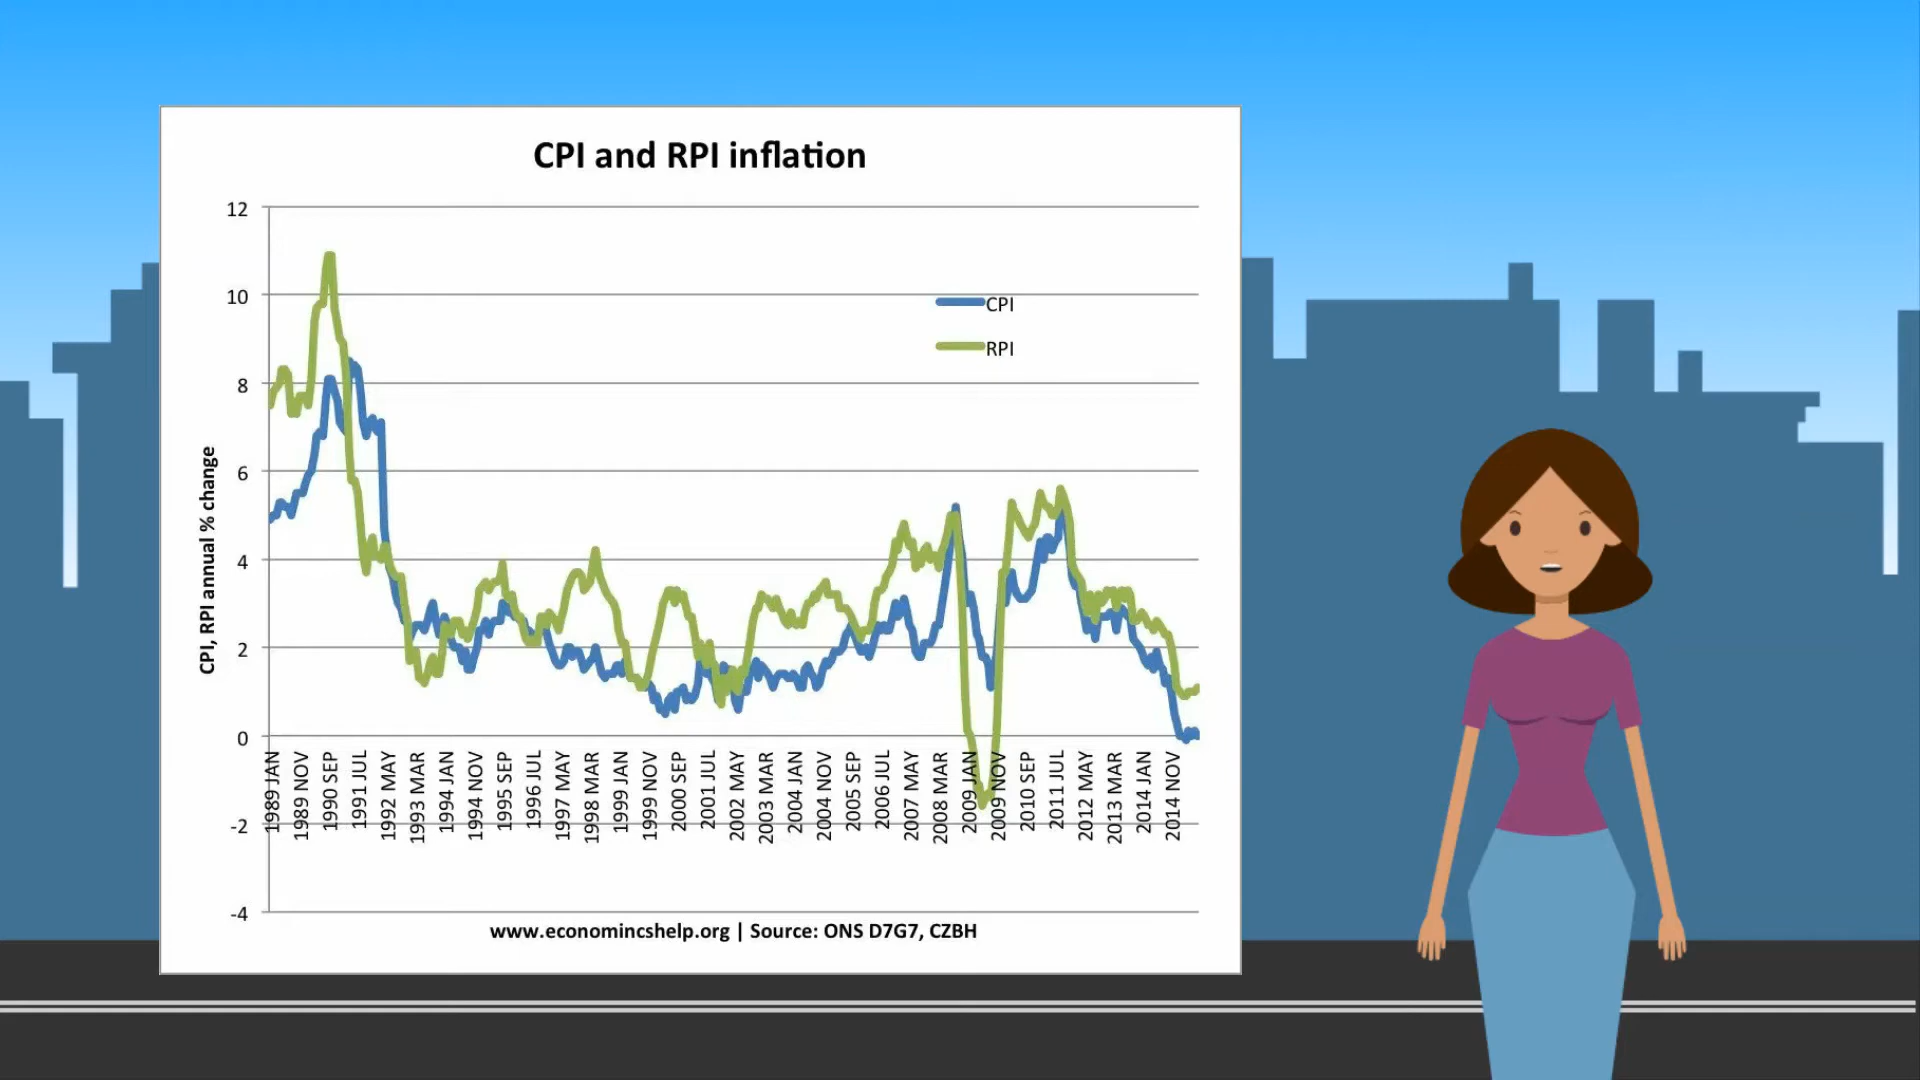 CPI and RPI inflation
12
10
8
6
4
2
0
-2
-4
CPI, RPI annual % change
CPI
RPI
1989 JAN
1989 NOV
1990 SEP
1991 JUL
1992 MAY
1993 MAR
1994 JAN
1994 NOV
1995 SEP
1996 JUL
1997 MAY
1998 MAR
1999 JAN
1999 NOV
2000 SEP
2001 JUL
2002 MAY
2003 MAR
2004 JAN
2004 NOV
2005 SEP
2006 JUL
2007 MAY
2008 MAR
2009 JAN
2009 NOV
2010 SEP
2011 JUL
2012 MAY
2013 MAR
2014 JAN
2014 NOV
www.economincshelp.org | Source: ONS D7G7, CZBH